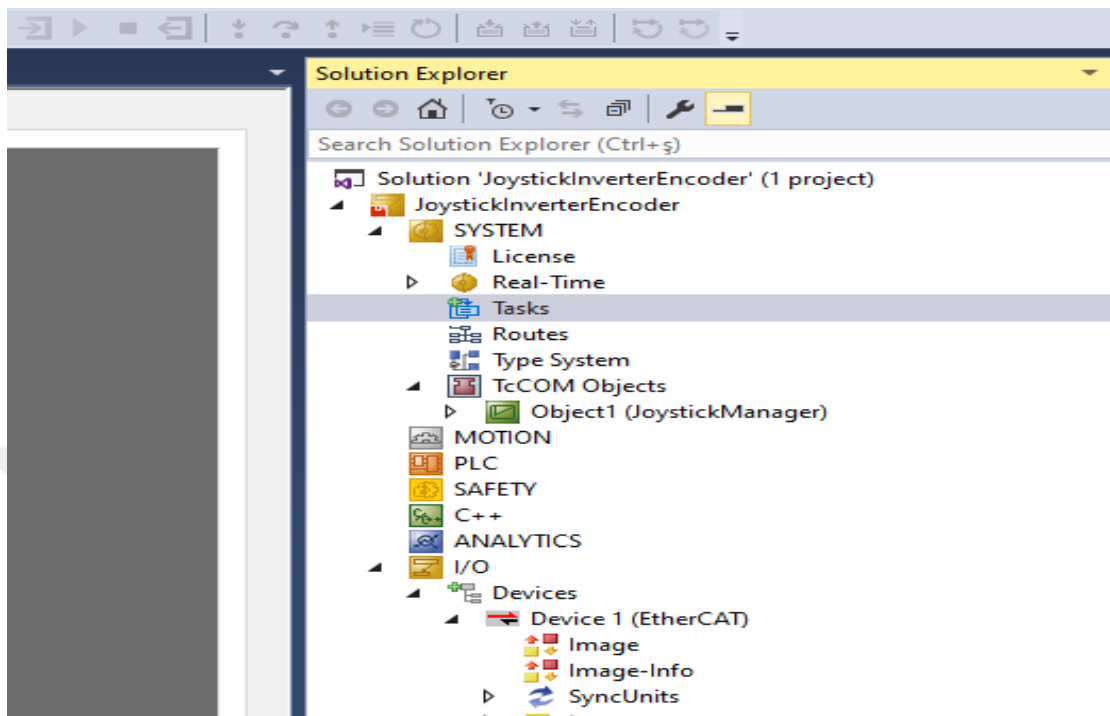 Solution Explorer
Search Solution Explorer (Ctrl+ş)
Solution 'JoystickInverterEncoder' (1 project)
JoystickInverterEncoder
SYSTEM
License
Real-Time
Tasks
Routes
Type System
TcCOM Objects
Object1 (JoystickManager)
MOTION
PLC
SAFETY
C++
ANALYTICS
I/O
Devices
Device 1 (EtherCAT)
Image
Image-Info
SyncUnits